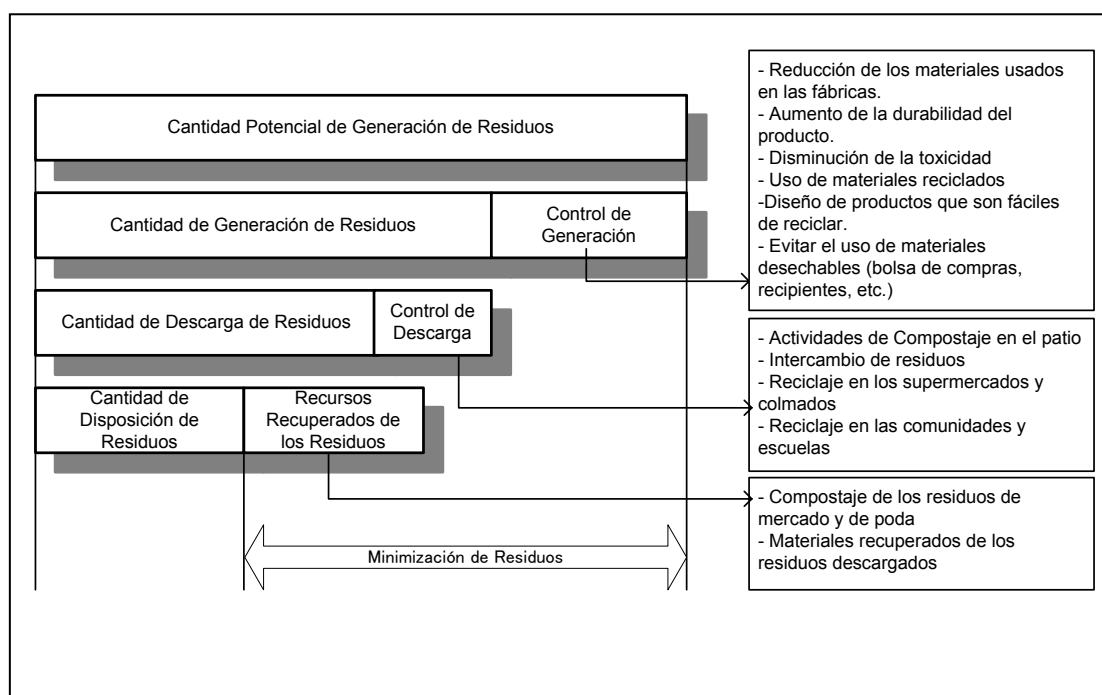 Cantidad Potencial de Generación de Residuos
Cantidad de Generación de Residuos
Control de
Generación
Cantidad de Descarga de Residuos
Control de
Descarga
Cantidad de
Disposición de
Residuos
Recursos
Recuperados de
los Residuos
Minimización de Residuos
- Reducción de los materiales usados
en las fábricas.
- Aumento de la durabilidad del
producto.
- Disminución de la toxicidad
- Uso de materiales reciclados
-Diseño de productos que son fáciles
de reciclar.
- Evitar el uso de materiales
desechables (bolsa de compras,
recipientes, etc.)
- Actividades de Compostaje en el patio
- Intercambio de residuos
- Reciclaje en los supermercados y
colmados
- Reciclaje en las comunidades y
escuelas
- Compostaje de los residuos de
mercado y de poda
- Materiales recuperados de los
residuos descargados